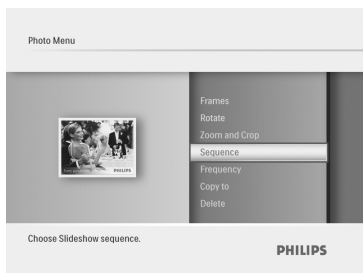 Photo Menu
Frames
Rotate
Zoom and Crop
Sequence
Frequency
Copy to
Delete
PHILIPS
Choose Slideshow sequence.
PHILIPS